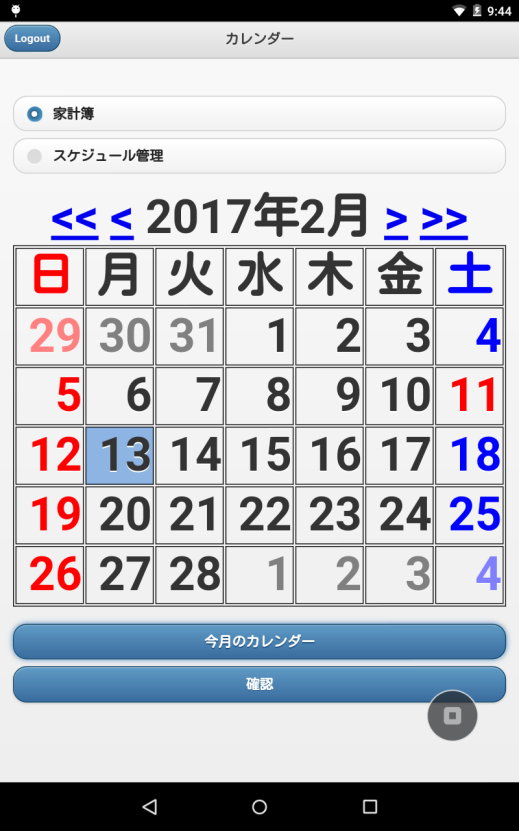 9:44
Logout カレンダー
家計簿
スケジュール管理
<< < 2017年2月 > >>
日 月 火 水 木 金 土
29 30 31 1 2 3 4
5 6 7 8 9 10 11
12 13 14 15 16 17 18
19 20 21 22 23 24 25
26 27 28 1 2 3 4
今月のカレンダー
確認